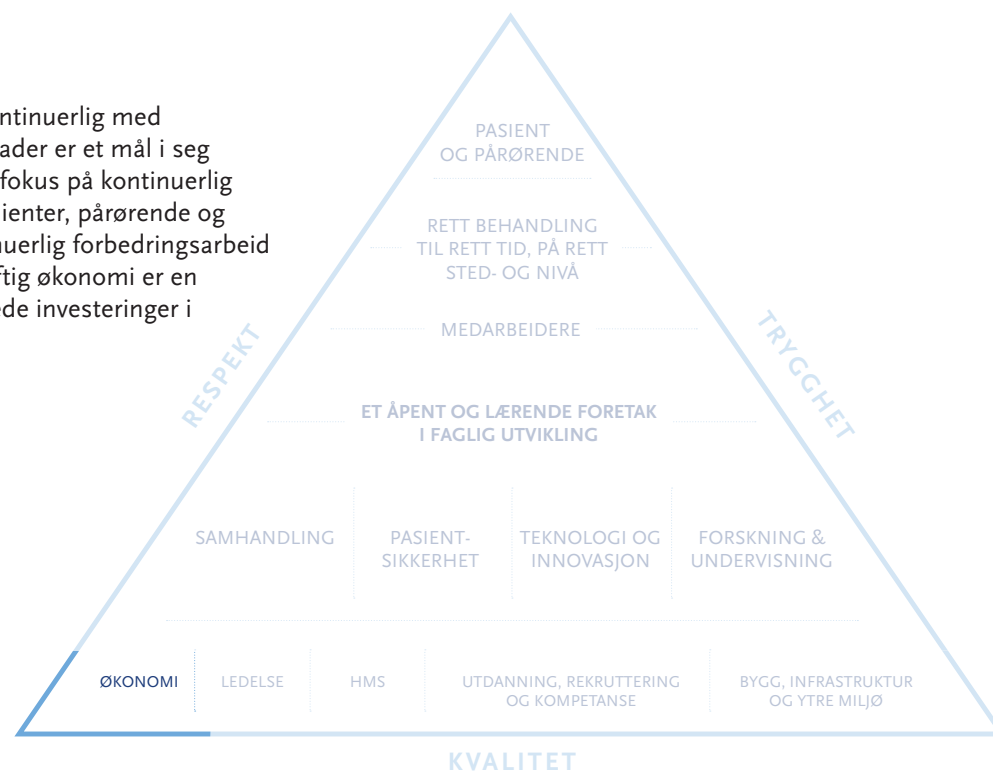 ntinuerlig med
ader er et mål i seg
fokus på kontinuerlig
ienter, pårørende og
nuerlig forbedringsarbeid
ftig økonomi er en
de investeringer i
PASIENT
OG PÅRØRENDE
RETT BEHANDLING
TIL RETT TID, PÅ RETT
STED- OG NIVÅ
MEDARBEIDERE
RESPEKT
TRYGGHET
ET ÅPENT OG LÆRENDE FORETAK
I FAGLIG UTVIKLING
SAMHANDLING
PASIENT-
SIKKERHET
TEKNOLOGI OG
INNOVASJON
FORSKNING &
UNDERVISNING
ØKONOMI
LEDELSE
HMS
UTDANNING, REKRUTTERING
OG KOMPETANSE
BYGG, INFRASTRUKTUR
OG YTRE MILJØ
KVALITET